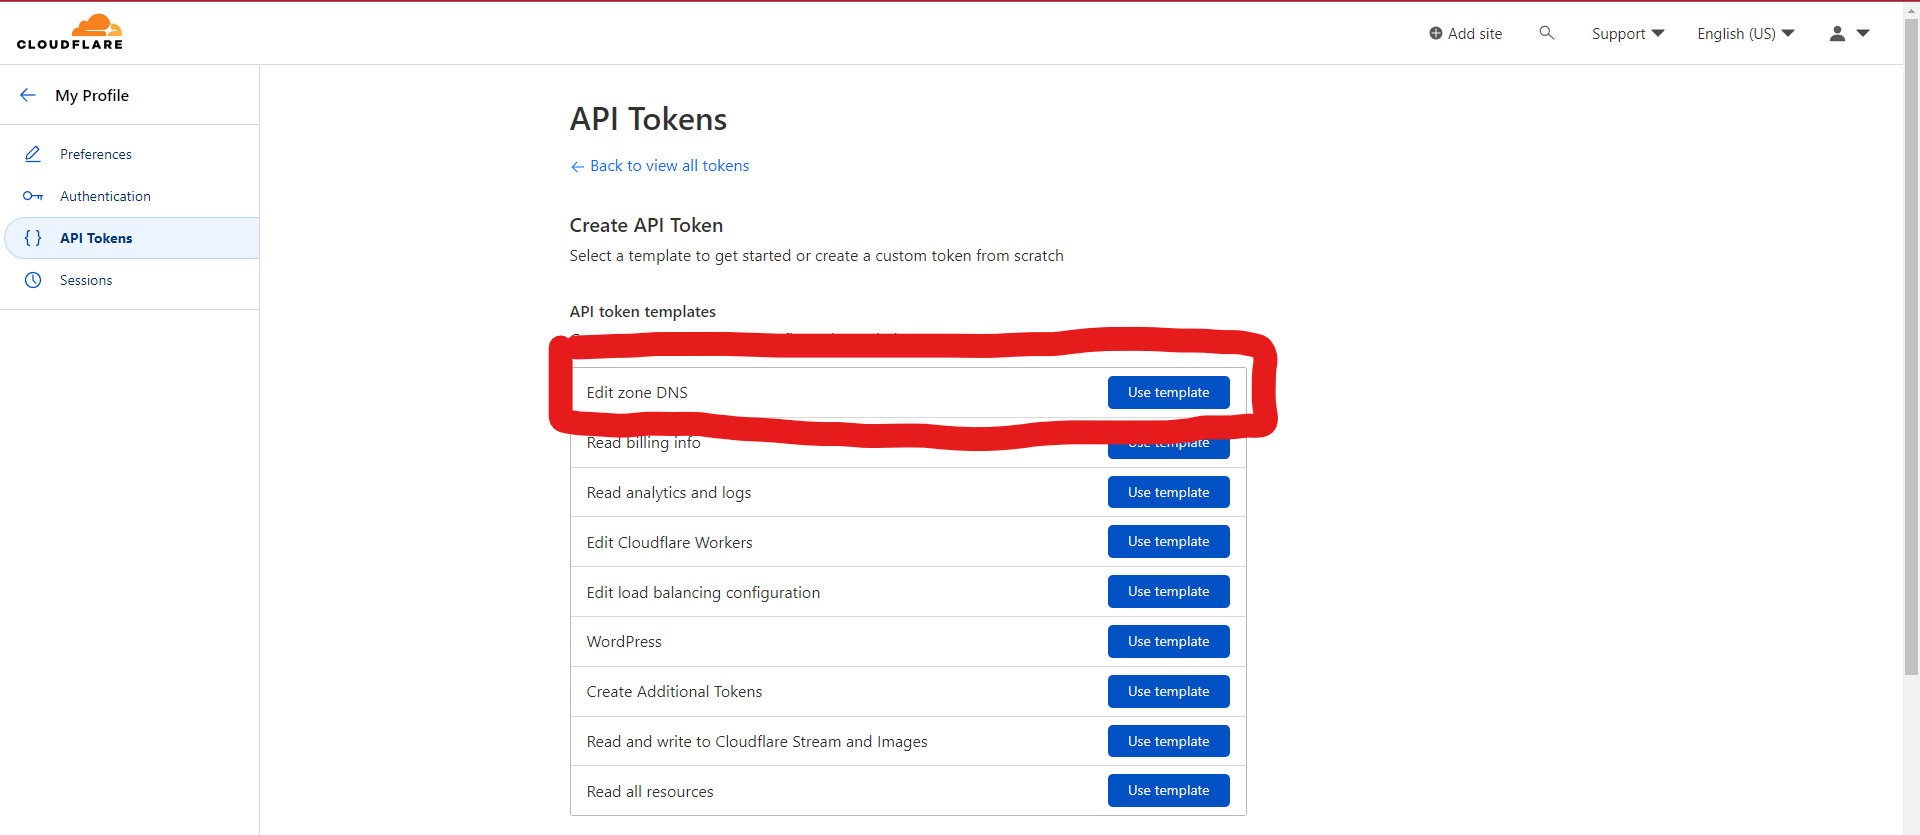 CLOUDFLARE
Add site
Support
English (US)
My Profile
Preferences
Authentication
API Tokens
Sessions
API Tokens
← Back to view all tokens
Create API Token
Select a template to get started or create a custom token from scratch
API token templates
Edit zone DNS Use template
Read billing info Use template
Read analytics and logs Use template
Edit Cloudflare Workers Use template
Edit load balancing configuration Use template
WordPress Use template
Create Additional Tokens Use template
Read and write to Cloudflare Stream and Images Use template
Read all resources Use template